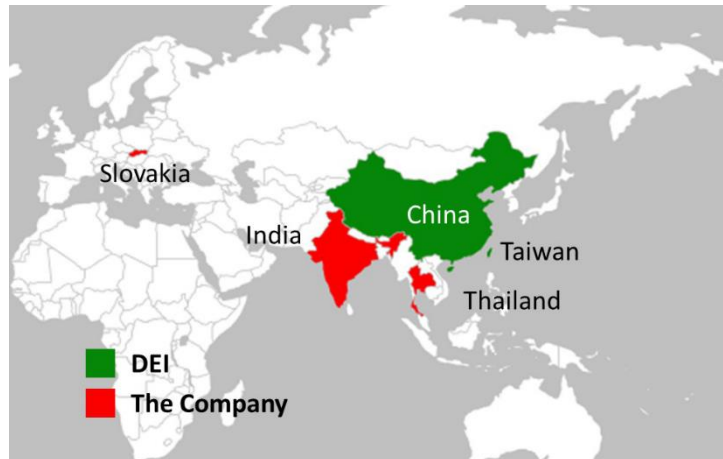 Slovakia
China
India
Taiwan
Thailand
DEI
The Company